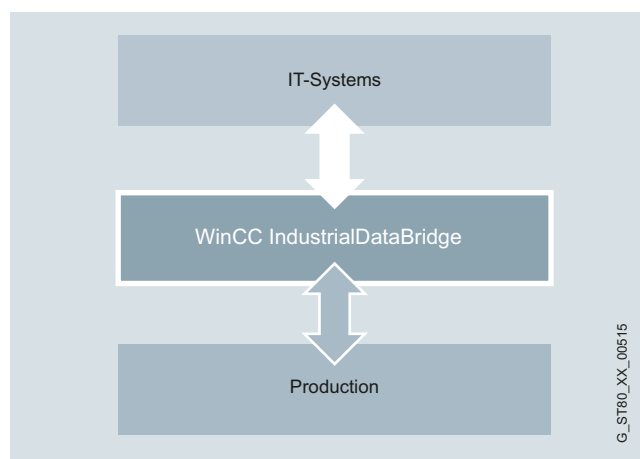 IT-Systems
WinCC IndustrialDataBridge
Production
G_ST80_XX_00515